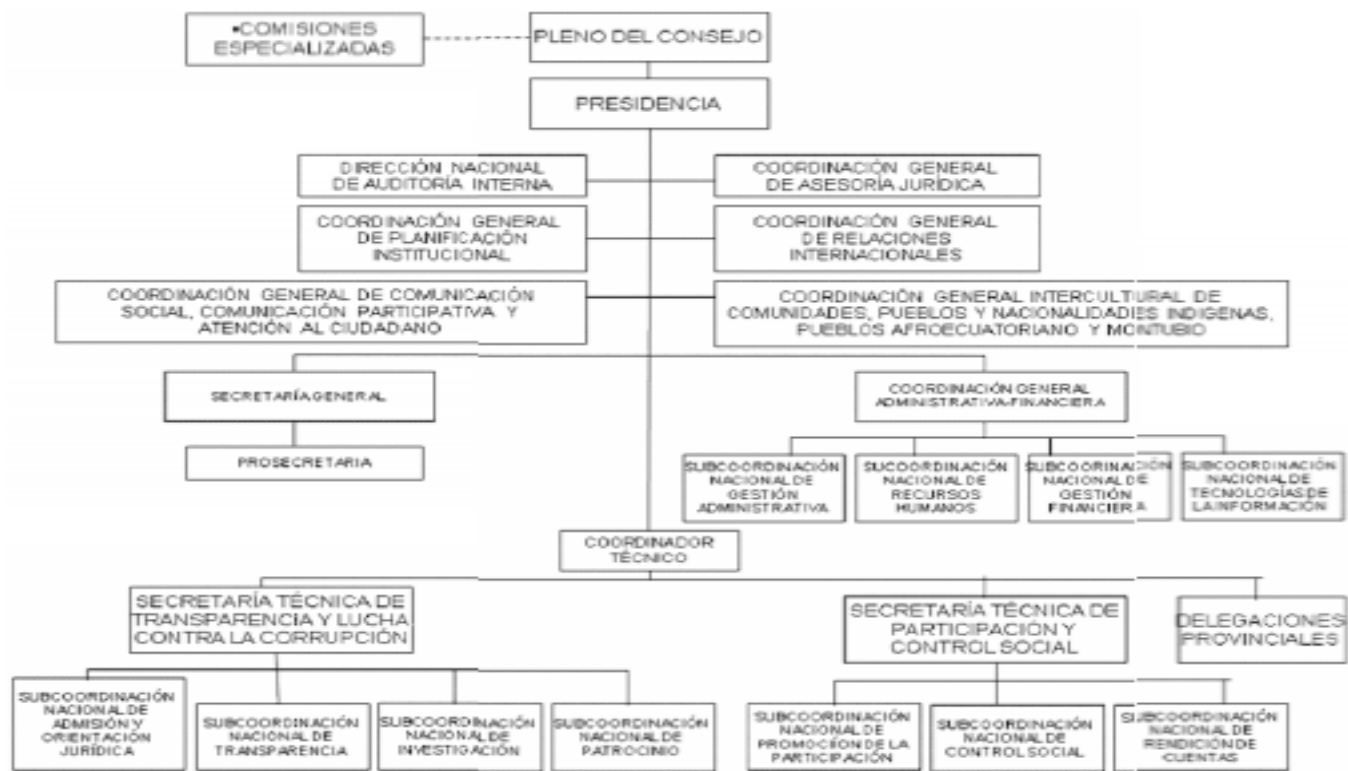 ▪COMISIONES
ESPECIALIZADAS
PLENO DEL CONSEJO
PRESIDENCIA
DIRECCIÓN NACIONAL
DE AUDITORÍA INTERNA
COORDINACIÓN GENERAL
DE ASESORÍA JURÍDICA
COORDINACIÓN GENERAL
DE PLANIFICACIÓN
INSTITUCIONAL
COORDINACIÓN GENERAL
DE RELACIONES
INTERNACIONALES
COORDINACIÓN GENERAL DE COMUNICACIÓN
SOCIAL, COMUNICACIÓN PARTICIPATIVA Y
ATENCIÓN AL CIUDADANO
COORDINACIÓN GENERAL INTERCULTURAL DE
COMUNIDADES, PUEBLOS Y NACIONALIDADES INDIGENAS,
PUEBLOS AFROECUATORIANO Y MONTUBIO
SECRETARÍA GENERAL
COORDINACIÓN GENERAL
ADMINISTRATIVA-FINANCIERA
PROSECRETARIA
SUBCOORDINACIÓN
NACIONAL DE
GESTIÓN
ADMINISTRATIVA
SUCOORDINACIÓN
NACIONAL DE
RECURSOS
HUMANOS
SUBCOORINACIÓN
NACIONAL DE
GESTIÓN
FINANCIERA
SUBCOORDINACIÓN
NACIONAL DE
TECNOLOGÍAS DE
LA INFORMACIÓN
COORDINADOR
TÉCNICO
SECRETARÍA TÉCNICA DE
TRANSPARENCIA Y LUCHA
CONTRA LA CORRUPCIÓN
SECRETARÍA TÉCNICA DE
PARTICIPACIÓN Y
CONTROL SOCIAL
DELEGACIONES
PROVINCIALES
SUBCOORDINACIÓN
NACIONAL DE
ADMISIÓN Y
ORIENTACIÓN
JURÍDICA
SUBCOORDINACIÓN
NACIONAL DE
TRANSPARENCIA
SUBCOORDINACIÓN
NACIONAL DE
INVESTIGACIÓN
SUBCOORDINACIÓN
NACIONAL DE
PATROCINIO
SUBCOORDINACIÓN
NACIONAL DE
PROMOCIÍN DE LA
PARTICIPACIÓN
SUBCOORDINACIÓN
NACIONAL DE
CONTROL SOCIAL
SUBCOORDINACIÓN
NACIONAL DE
RENDICIÓN DE
CUENTAS